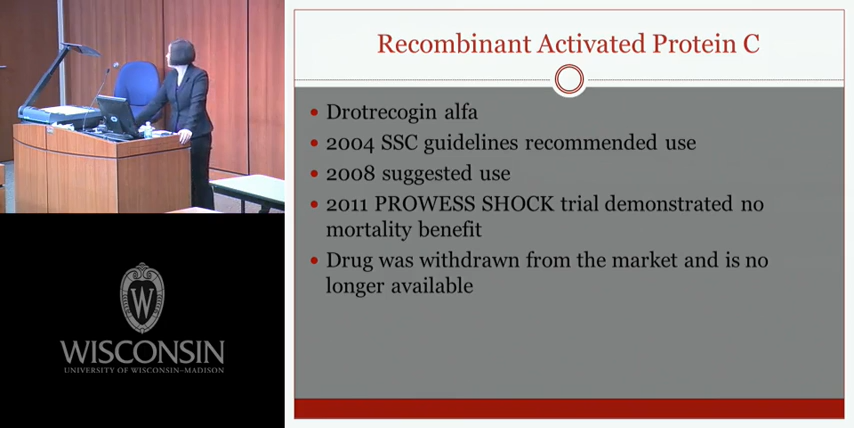 Recombinant Activated Protein C
• Drotrecogin alfa
• 2004 SSC guidelines recommended use
• 2008 suggested use
• 2011 PROWESS SHOCK trial demonstrated no
mortality benefit
• Drug was withdrawn from the market and is no
longer available
W
WISCONSIN
UNIVERSITY OF WISCONSIN–MADISON